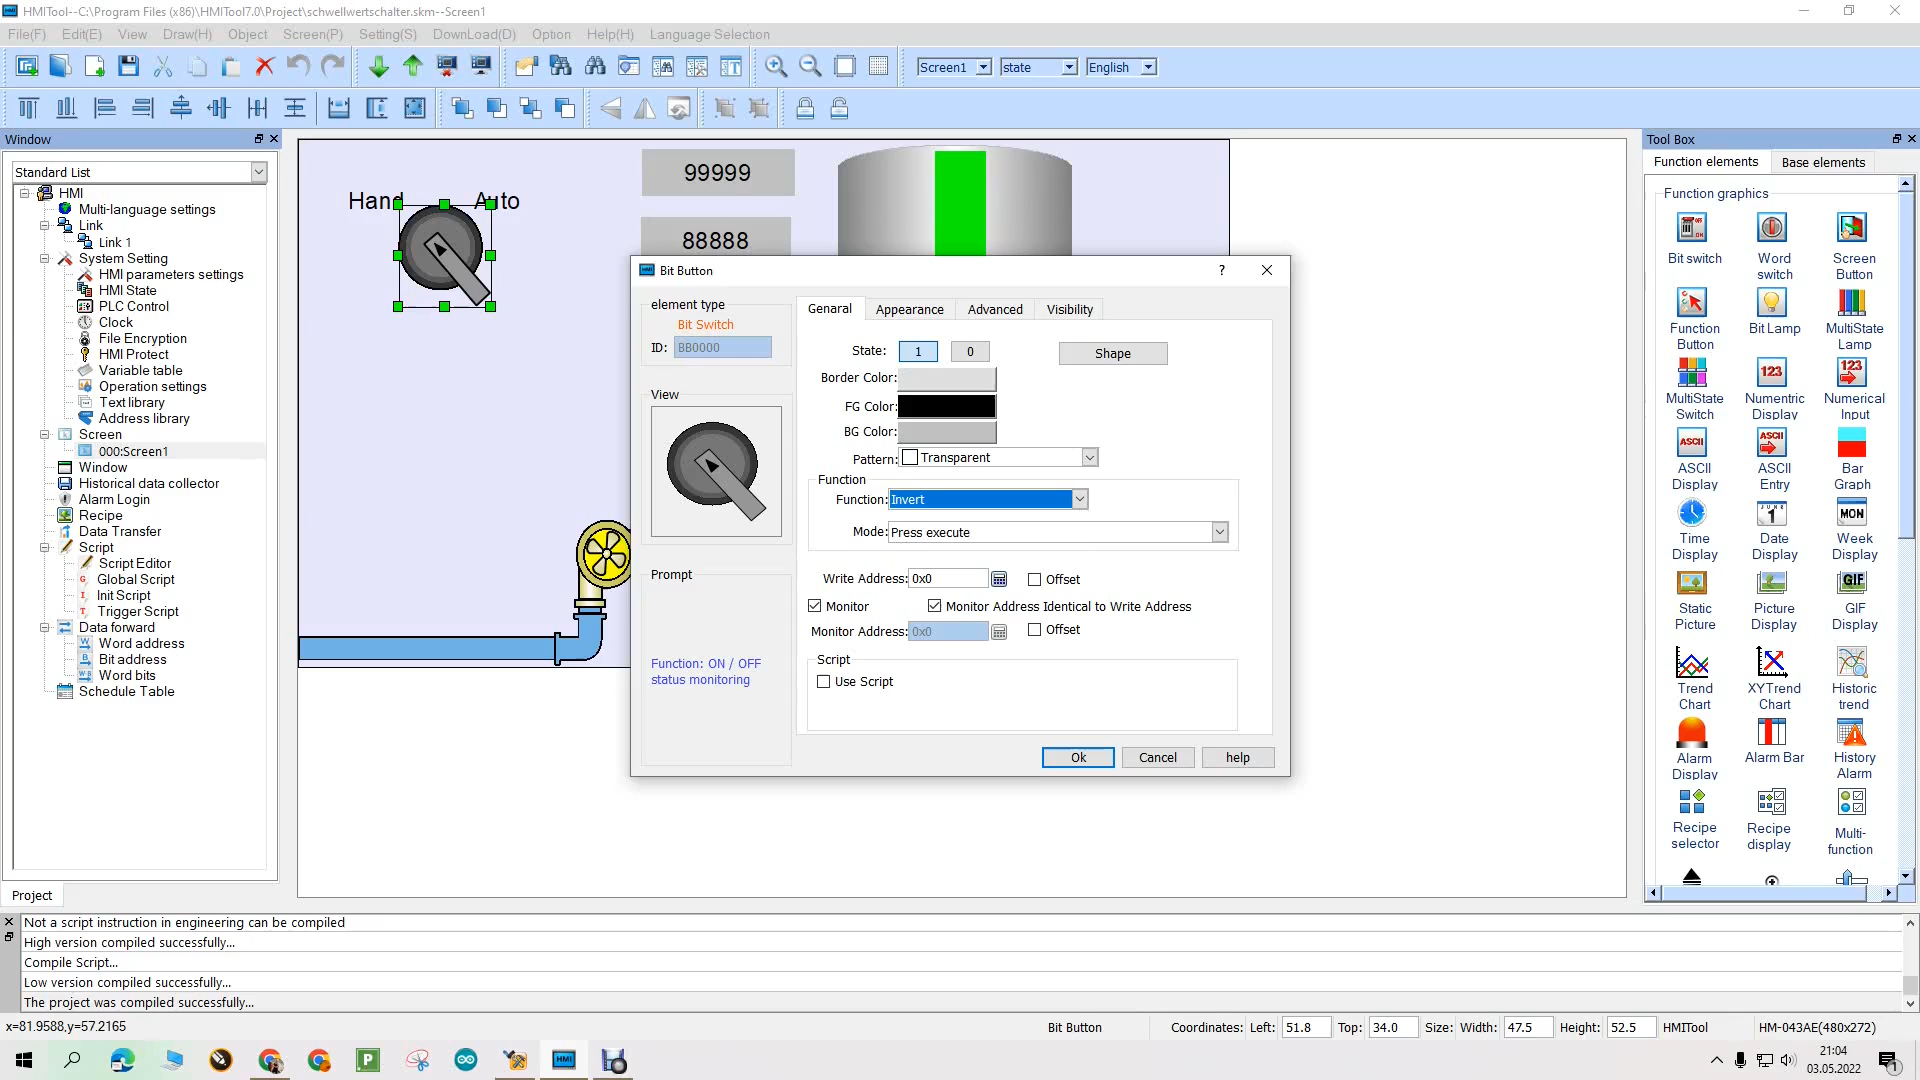 HMITool--C:\Program Files (x86)\HMITool7.0\Project\schwellwertschalter.skm--Screen1
File(F) Edit(E) View Draw(H) Object Screen(P) Setting(S) DownLoad(D) Option Help(H) Language Selection
Screen1 state English
Window
Standard List
HMI
Multi-language settings
Link
Link 1
System Setting
HMI parameters settings
HMI State
PLC Control
Clock
File Encryption
HMI Protect
Variable table
Operation settings
Text library
Address library
Screen
000:Screen1
Window
Historical data collector
Alarm Login
Recipe
Data Transfer
Script
Script Editor
Global Script
Init Script
Trigger Script
Data forward
Word address
Bit address
Word bits
Schedule Table
Project
Hand Auto
99999
88888
Bit Button ?
element type
Bit Switch
ID: BB0000
View
Prompt
Function: ON / OFF
status monitoring
General Appearance Advanced Visibility
State: 1 0 Shape
Border Color:
FG Color:
BG Color:
Pattern: Transparent
Function
Function: Invert
Mode: Press execute
Write Address: 0x0 Offset
Monitor Monitor Address Identical to Write Address
Monitor Address: 0x0 Offset
Script
Use Script
Ok Cancel help
Tool Box
Function elements Base elements
Function graphics
Bit switch Word switch Screen Button
Function Button Bit Lamp MultiState Lamp
MultiState Switch Numentric Display Numerical Input
ASCII Display ASCII Entry Bar Graph
Time Display Date Display Week Display
Static Picture Picture Display GIF Display
Trend Chart XYTrend Chart Historic trend
Alarm Display Alarm Bar History Alarm
Recipe selector Recipe display Multi-function
Not a script instruction in engineering can be compiled
High version compiled successfully...
Compile Script...
Low version compiled successfully...
The project was compiled successfully...
x=81.9588,y=57.2165 Bit Button Coordinates: Left: 51.8 Top: 34.0 Size: Width: 47.5 Height: 52.5 HMITool HM-043AE(480x272)
21:04
03.05.2022